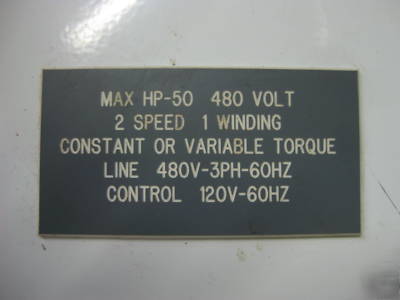 MAX HP-50 480 VOLT
2 SPEED 1 WINDING
CONSTANT OR VARIABLE TORQUE
LINE 480V-3PH-60HZ
CONTROL 120V-60HZ